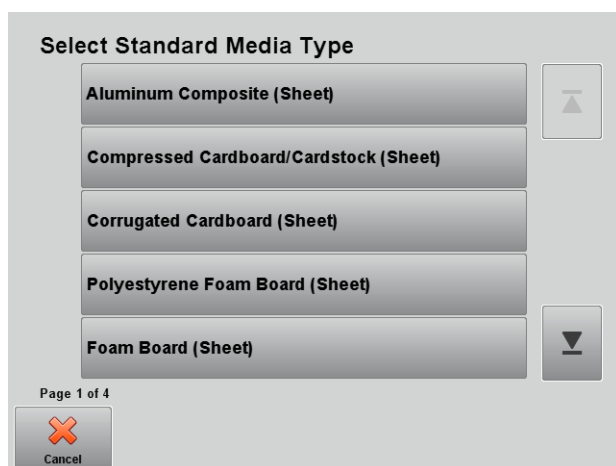 Select Standard Media Type
Aluminum Composite (Sheet)
Compressed Cardboard/Cardstock (Sheet)
Corrugated Cardboard (Sheet)
Polyestyrene Foam Board (Sheet)
Foam Board (Sheet)
Page 1 of 4
Cancel